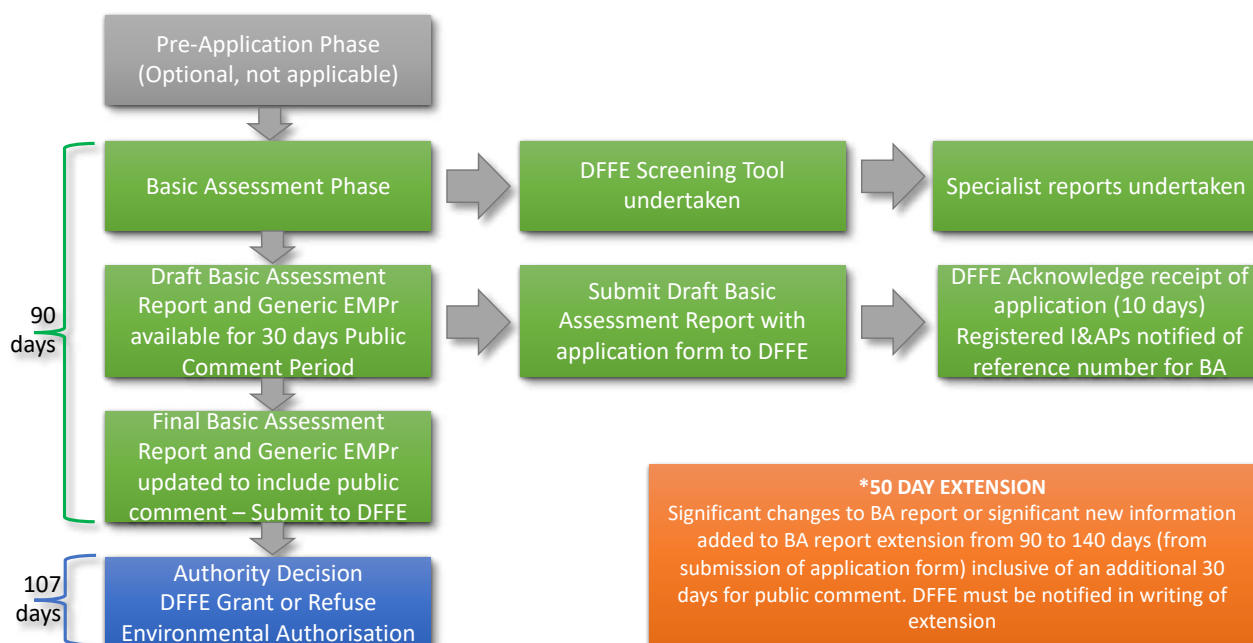 Pre-Application Phase
(Optional, not applicable)
Basic Assessment Phase
DFFE Screening Tool
undertaken
Specialist reports undertaken
90
days
Draft Basic Assessment
Report and Generic EMPr
available for 30 days Public
Comment Period
Submit Draft Basic
Assessment Report with
application form to DFFE
DFFE Acknowledge receipt of
application (10 days)
Registered I&APs notified of
reference number for BA
Final Basic Assessment
Report and Generic EMPr
updated to include public
comment – Submit to DFFE
*50 DAY EXTENSION
Significant changes to BA report or significant new information
added to BA report extension from 90 to 140 days (from
submission of application form) inclusive of an additional 30
days for public comment. DFFE must be notified in writing of
extension
107
days
Authority Decision
DFFE Grant or Refuse
Environmental Authorisation